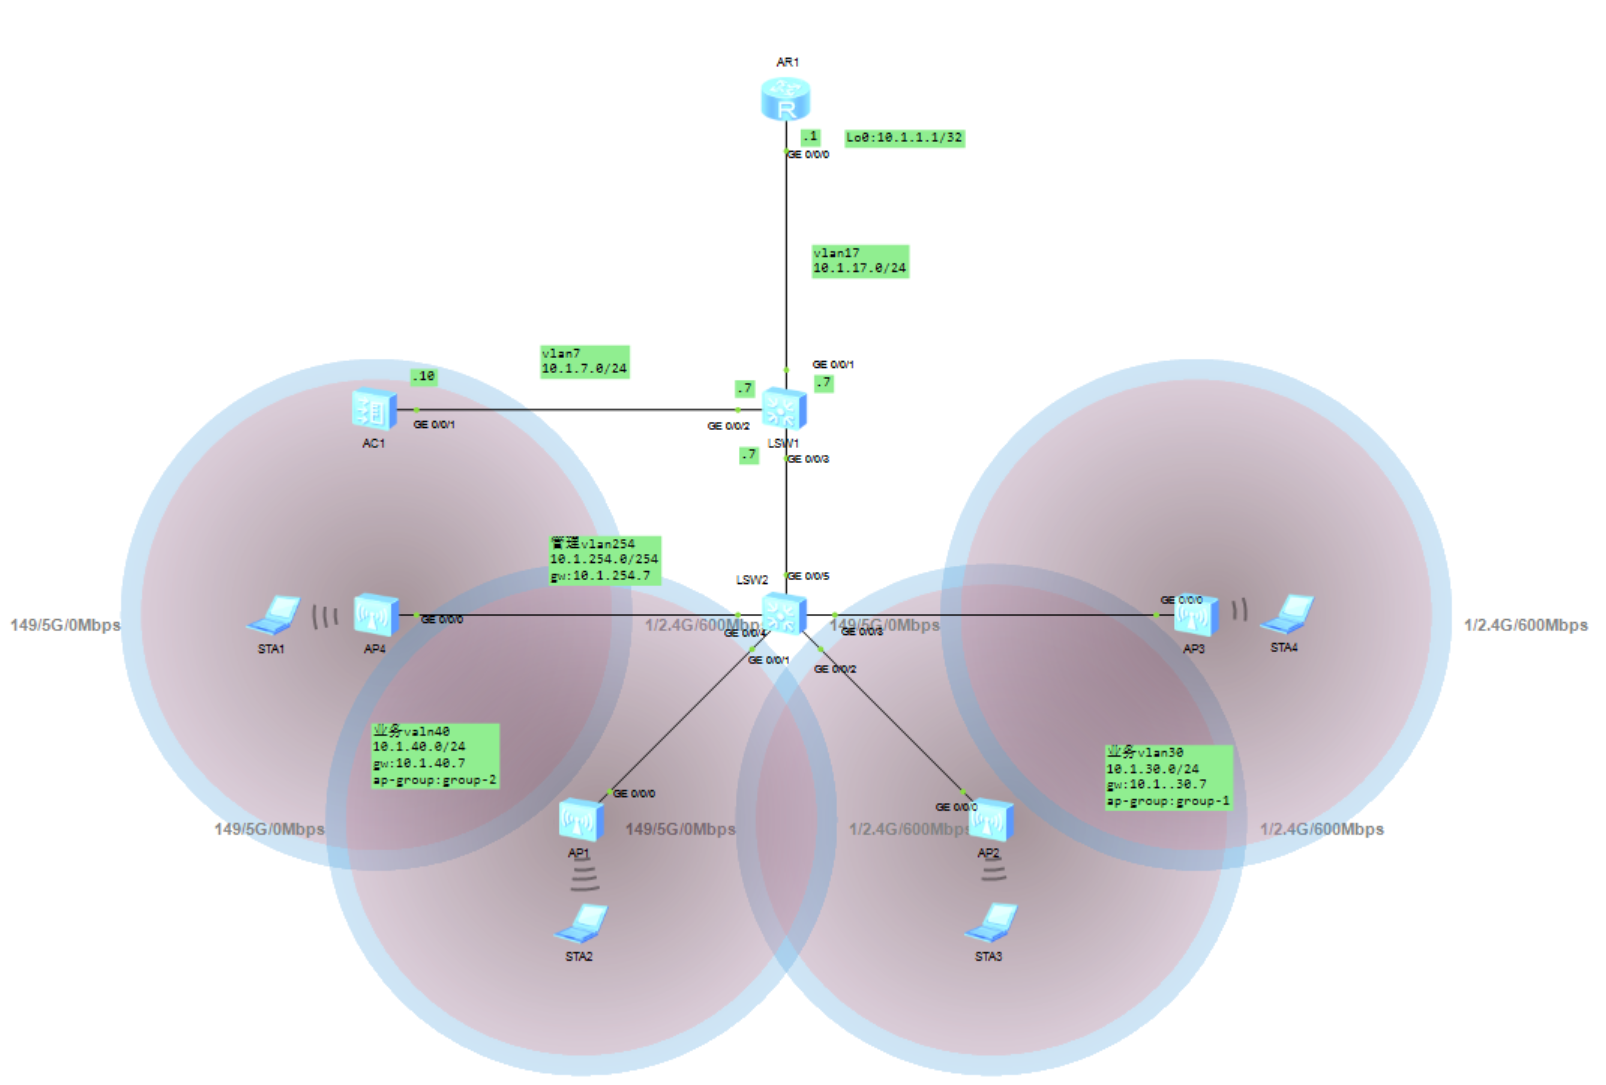 AR1
.1
Lo0:10.1.1.1/32
GE 0/0/0
vlan17
10.1.17.0/24
vlan7
10.1.7.0/24
GE 0/0/1
.10
.7
.7
GE 0/0/1
GE 0/0/2
AC1
LSW1
.7
GE 0/0/3
管理vlan254
10.1.254.0/254
gw:10.1.254.7
LSW2
GE 0/0/5
GE 0/0/0
GE 0/0/0
149/5G/0Mbps
1/2.4G/600Mbps
149/5G/0Mbps
1/2.4G/600Mbps
GE 0/0/4
GE 0/0/3
STA1
AP4
AP3
STA4
GE 0/0/1
GE 0/0/2
业务valn40
10.1.40.0/24
gw:10.1.40.7
ap-group:group-2
业务vlan30
10.1.30.0/24
gw:10.1..30.7
ap-group:group-1
GE 0/0/0
GE 0/0/0
149/5G/0Mbps
149/5G/0Mbps
1/2.4G/600Mbps
1/2.4G/600Mbps
AP1
AP2
STA2
STA3